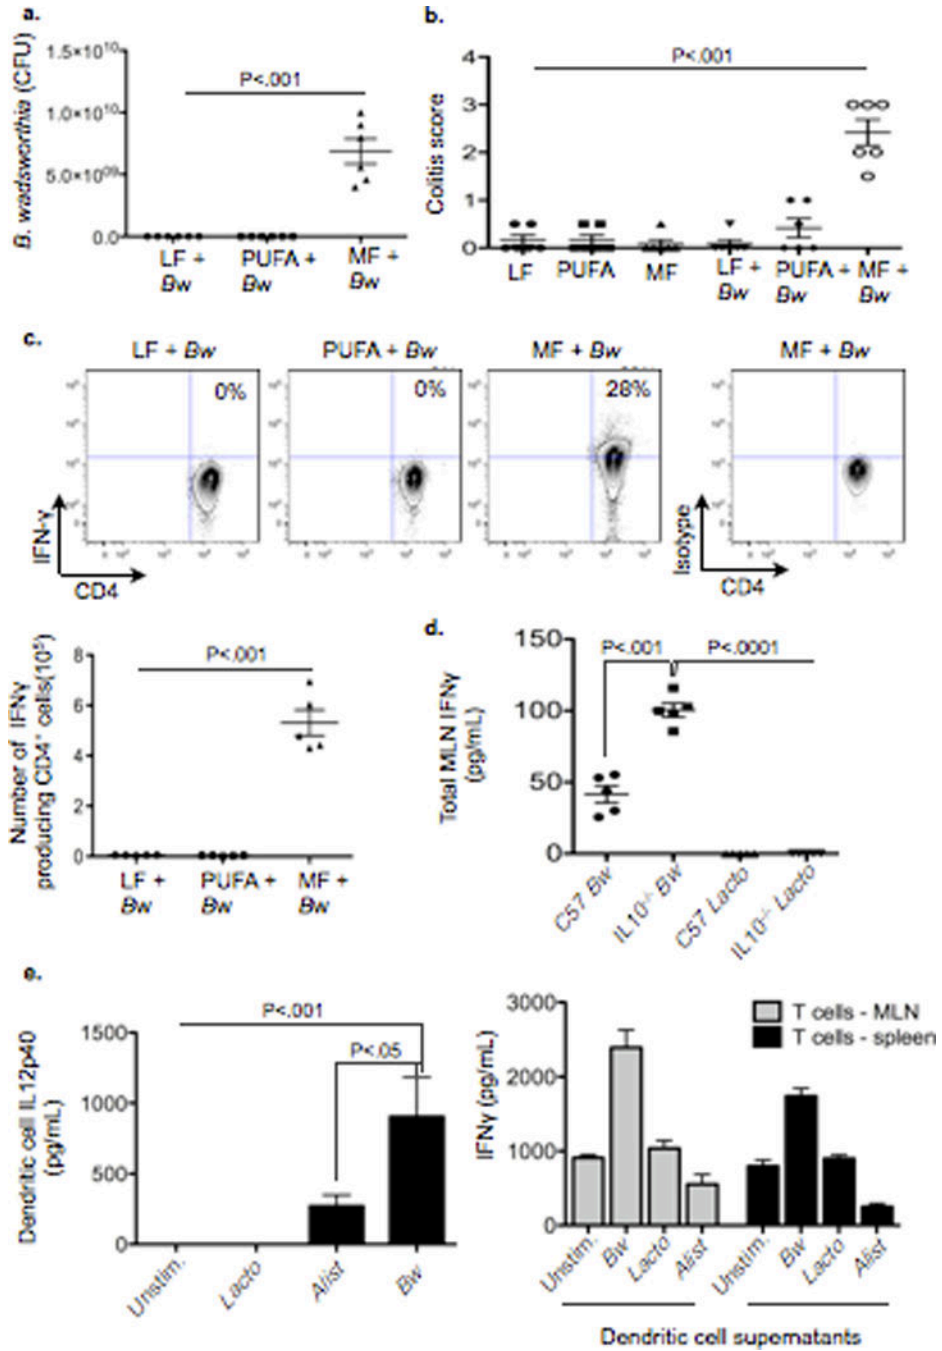 a.
B. wadsworthia (CFU)
1.5×10¹⁰
1.0×10¹⁰
5.0×10⁰⁹
0.0
P<.001
LF + Bw
PUFA + Bw
MF + Bw
b.
Colitis score
4
3
2
1
0
P<.001
LF
PUFA
MF
LF + Bw
PUFA + Bw
MF + Bw
c.
LF + Bw
PUFA + Bw
MF + Bw
MF + Bw
0%
0%
28%
IFN-γ
CD4
Isotype
CD4
Number of IFNγ
producing CD4⁺ cells(10⁵)
8
6
4
2
0
P<.001
LF + Bw
PUFA + Bw
MF + Bw
d.
Total MLN IFNγ
(pg/mL)
150
100
50
0
P<.001
P<.0001
C57 Bw
IL10⁻/⁻ Bw
C57 Lacto
IL10⁻/⁻ Lacto
e.
Dendritic cell IL12p40
(pg/mL)
1500
1000
500
0
P<.001
P<.05
Unstim.
Lacto
Alist
Bw
IFNγ (pg/mL)
3000
2000
1000
0
T cells - MLN
T cells - spleen
Unstim.
Bw
Lacto
Alist
Unstim.
Bw
Lacto
Alist
Dendritic cell supernatants